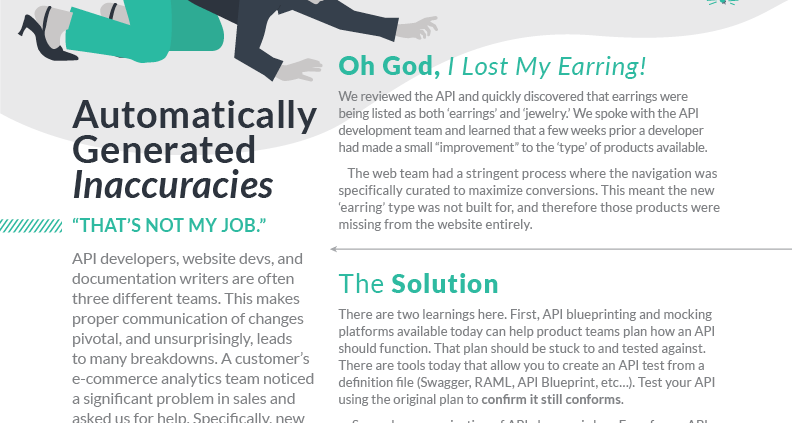 Automatically
Generated
Inaccuracies
“THAT’S NOT MY JOB.”
API developers, website devs, and
documentation writers are often
three different teams. This makes
proper communication of changes
pivotal, and unsurprisingly, leads
to many breakdowns. A customer’s
e-commerce analytics team noticed
a significant problem in sales and
asked us for help. Specifically, new
Oh God, I Lost My Earring!
We reviewed the API and quickly discovered that earrings were
being listed as both ‘earrings’ and ‘jewelry.’ We spoke with the API
development team and learned that a few weeks prior a developer
had made a small “improvement” to the ‘type’ of products available.
The web team had a stringent process where the navigation was
specifically curated to maximize conversions. This meant the new
‘earring’ type was not built for, and therefore those products were
missing from the website entirely.
The Solution
There are two learnings here. First, API blueprinting and mocking
platforms available today can help product teams plan how an API
should function. That plan should be stuck to and tested against.
There are tools today that allow you to create an API test from a
definition file (Swagger, RAML, API Blueprint, etc...). Test your API
using the original plan to confirm it still conforms.